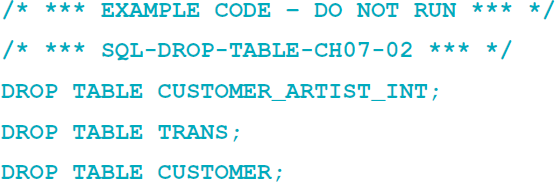 /* *** EXAMPLE CODE – DO NOT RUN *** */
/* *** SQL-DROP-TABLE-CH07-02 *** */
DROP TABLE CUSTOMER_ARTIST_INT;
DROP TABLE TRANS;
DROP TABLE CUSTOMER;